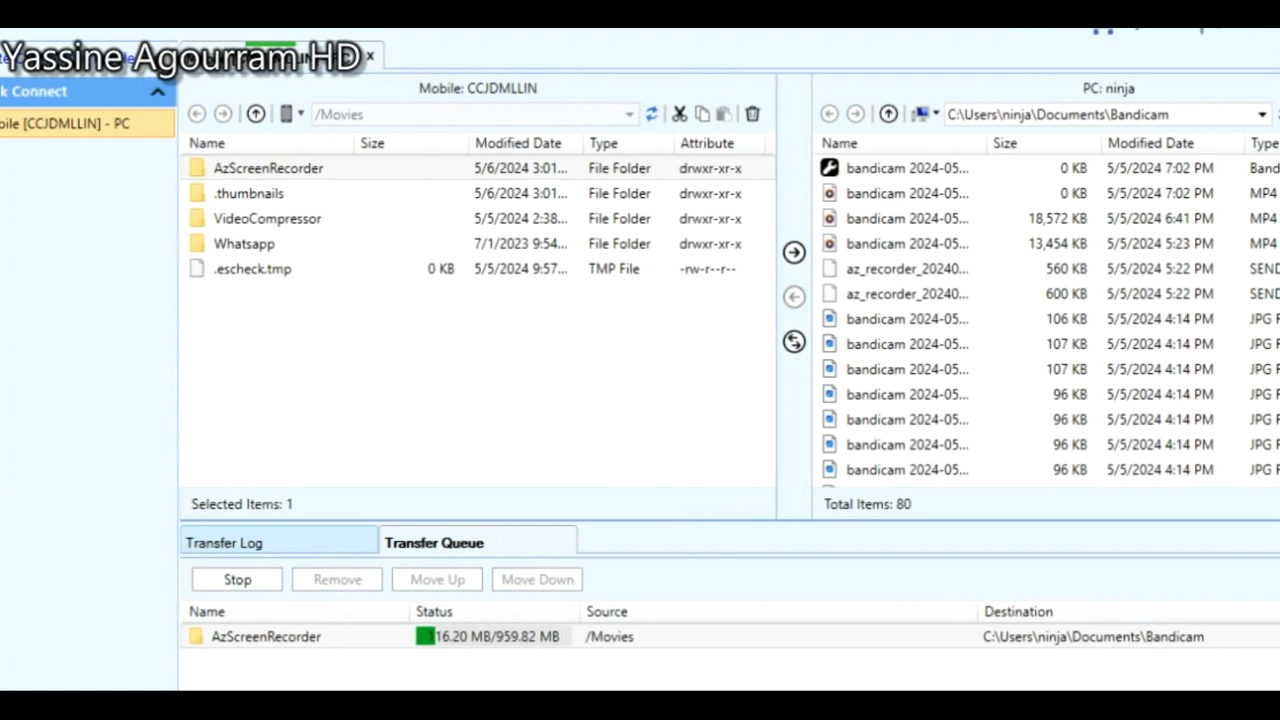 Yassine Agourram HD
x
k Connect
bile [CCJDMLLIN] - PC
Mobile: CCJDMLLIN
/Movies
Name Size Modified Date Type Attribute
AzScreenRecorder 5/6/2024 3:01... File Folder drwxr-xr-x
.thumbnails 5/6/2024 3:01... File Folder drwxr-xr-x
VideoCompressor 5/5/2024 2:38... File Folder drwxr-xr-x
Whatsapp 7/1/2023 9:54... File Folder drwxr-xr-x
.escheck.tmp 0 KB 5/5/2024 9:57... TMP File -rw-r--r--
Selected Items: 1
PC: ninja
C:\Users\ninja\Documents\Bandicam
Name Size Modified Date Type
bandicam 2024-05... 0 KB 5/5/2024 7:02 PM Band
bandicam 2024-05... 0 KB 5/5/2024 7:02 PM MP4
bandicam 2024-05... 18,572 KB 5/5/2024 6:41 PM MP4
bandicam 2024-05... 13,454 KB 5/5/2024 5:23 PM MP4
az_recorder_20240... 560 KB 5/5/2024 5:22 PM SEND
az_recorder_20240... 600 KB 5/5/2024 5:22 PM SEND
bandicam 2024-05... 106 KB 5/5/2024 4:14 PM JPG F
bandicam 2024-05... 107 KB 5/5/2024 4:14 PM JPG F
bandicam 2024-05... 107 KB 5/5/2024 4:14 PM JPG F
bandicam 2024-05... 96 KB 5/5/2024 4:14 PM JPG F
bandicam 2024-05... 96 KB 5/5/2024 4:14 PM JPG F
bandicam 2024-05... 96 KB 5/5/2024 4:14 PM JPG F
bandicam 2024-05... 96 KB 5/5/2024 4:14 PM JPG F
Total Items: 80
Transfer Log Transfer Queue
Stop Remove Move Up Move Down
Name Status Source Destination
AzScreenRecorder 116.20 MB/959.82 MB /Movies C:\Users\ninja\Documents\Bandicam